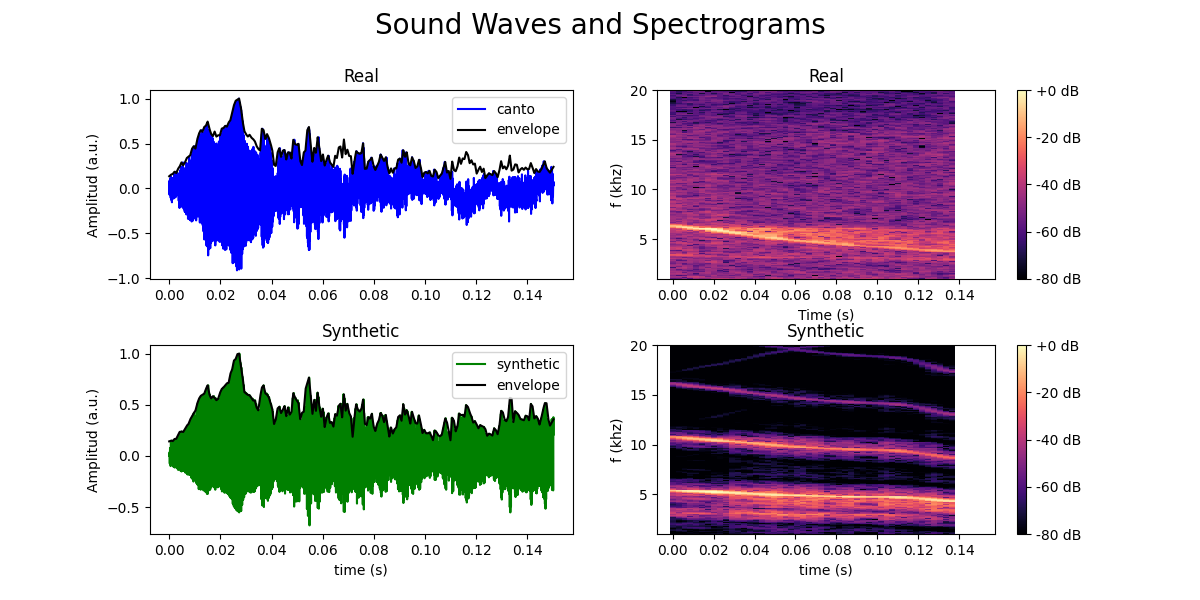 Sound Waves and Spectrograms
Real
Amplitud (a.u.)
1.0
0.5
0.0
−0.5
−1.0
0.00 0.02 0.04 0.06 0.08 0.10 0.12 0.14
canto
envelope
Real
f (khz)
20
15
10
5
0.00 0.02 0.04 0.06 0.08 0.10 0.12 0.14
Time (s)
+0 dB
-20 dB
-40 dB
-60 dB
-80 dB
Synthetic
Amplitud (a.u.)
1.0
0.5
0.0
−0.5
0.00 0.02 0.04 0.06 0.08 0.10 0.12 0.14
time (s)
synthetic
envelope
Synthetic
f (khz)
20
15
10
5
0.00 0.02 0.04 0.06 0.08 0.10 0.12 0.14
time (s)
+0 dB
-20 dB
-40 dB
-60 dB
-80 dB